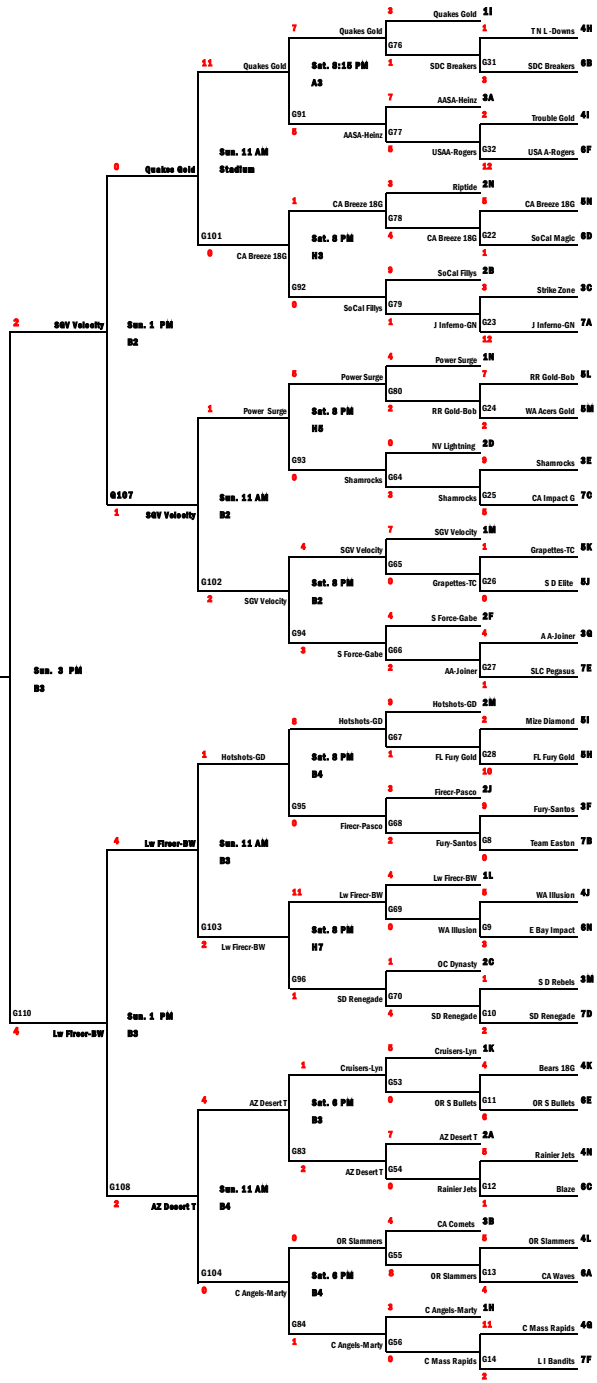 3 Quakes Gold 1I
7 Quakes Gold 1 T N L -Downs 4H
G76
Sat. 8:15 PM G31
11 Quakes Gold 1 SDC Breakers SDC Breakers 6B
A3 3
7 AASA-Heinz 3A
2
G91 Trouble Gold 4I
5 AASA-Heinz G77
Sun. 11 AM 5 USAA-Rogers G32 USA A-Rogers 6F
0 Quakes Gold Stadium 12
3 Riptide 2N
1 CA Breeze 18G 5 CA Breeze 18G 5N
G78
G101 Sat. 8 PM 4 CA Breeze 18G G22 SoCal Magic 6D
0 CA Breeze 18G H3 1
9 SoCal Fillys 2B
3 Strike Zone 3C
G92
0 SoCal Fillys G79
2 SGV Velocity Sun. 1 PM 1 J Inferno-GN G23 J Inferno-GN 7A
B2 12
4 Power Surge 1N
5 Power Surge 7 RR Gold-Bob 5L
G80
1 Power Surge Sat. 8 PM 2 RR Gold-Bob G24 WA Acers Gold 5M
H5 2
0 NV Lightning 2D
9 Shamrocks 3E
G93
0 Shamrocks G64
G107 Sun. 11 AM 3 Shamrocks G25 CA Impact G 7C
1 SGV Velocity B2 5
7 SGV Velocity 1M
4 SGV Velocity 1 Grapettes-TC 5K
G65
G102 Sat. 8 PM 0 Grapettes-TC G26 S D Elite 5J
2 SGV Velocity B2 0
4 S Force-Gabe 2F
4 A A-Joiner 3G
G94
3 S Force-Gabe G66
Sun. 3 PM 2 AA-Joiner G27 SLC Pegasus 7E
B3 1
9 Hotshots-GD 2M
8 Hotshots-GD 2 Mize Diamond 5I
G67
1 Hotshots-GD Sat. 8 PM 1 FL Fury Gold G28 FL Fury Gold 5H
B4 10
3 Firecr-Pasco 2J
9 Fury-Santos 3F
G95
0 Firecr-Pasco G68
4 Lw Firecr-BW Sun. 11 AM 2 Fury-Santos G8 Team Easton 7B
B3 0
4 Lw Firecr-BW 1L
11 Lw Firecr-BW 5 WA Illusion 4J
G69
G103 Sat. 8 PM 0 WA Illusion G9 E Bay Impact 6N
2 Lw Firecr-BW H7 3
1 OC Dynasty 2C
1 S D Rebels 3M
G96
1 SD Renegade G70
G110 Sun. 1 PM 4 SD Renegade G10 SD Renegade 7D
4 Lw Firecr-BW B3 2
5 Cruisers-Lyn 1K
1 Cruisers-Lyn 4 Bears 18G 4K
G53
4 AZ Desert T Sat. 6 PM 0 OR S Bullets G11 OR S Bullets 6E
B3 6
7 AZ Desert T 2A
5 Rainier Jets 4N
G83
2 AZ Desert T G54
G108 Sun. 11 AM 0 Rainier Jets G12 Blaze 6C
2 AZ Desert T B4 1
4 CA Comets 3B
0 OR Slammers 5 OR Slammers 4L
G55
G104 Sat. 6 PM 8 OR Slammers G13 CA Waves 6A
0 C Angels-Marty B4 4
3 C Angels-Marty 1H
11 C Mass Rapids 4G
G84
1 C Angels-Marty G56
0 C Mass Rapids G14 L I Bandits 7F
2